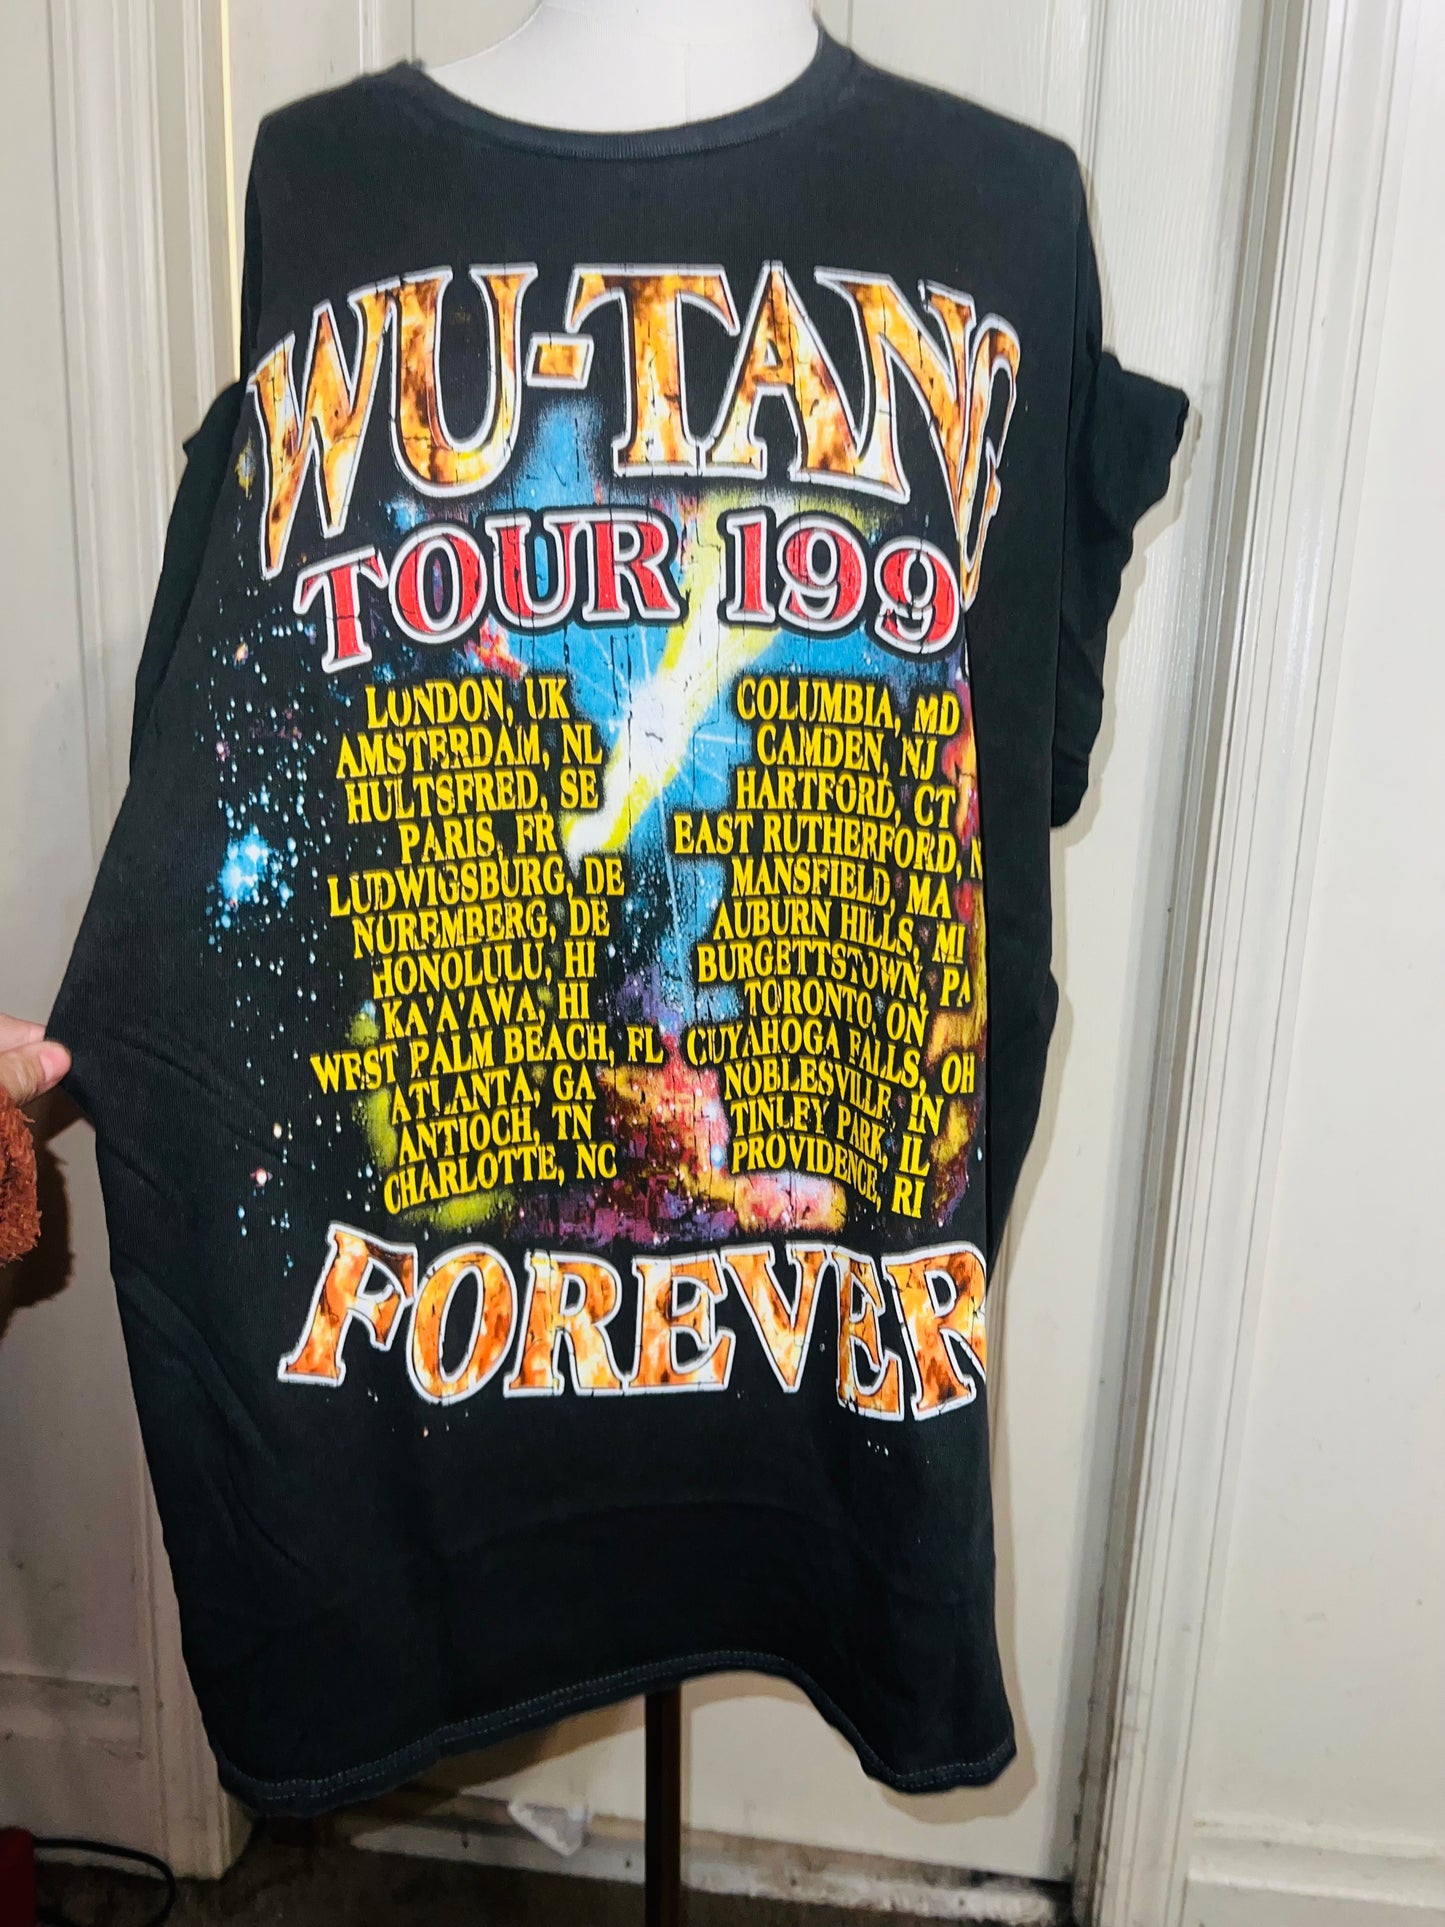 WU-TANG
TOUR 199
LONDON, UK
AMSTERDAM, NL
HULTSFRED, SE
PARIS, FR
LUDWIGSBURG, DE
NUREMBERG, DE
HONOLULU, HI
KA'A'AWA, HI
WEST PALM BEACH, FL
ATLANTA, GA
ANTIOCH, TN
CHARLOTTE, NC
COLUMBIA, MD
CAMDEN, NJ
HARTFORD, CT
EAST RUTHERFORD, N
MANSFIELD, MA
AUBURN HILLS, MI
BURGETTSTOWN, PA
TORONTO, ON
CUYAHOGA FALLS, OH
NOBLESVILLE, IN
TINLEY PARK, IL
PROVIDENCE, RI
FOREVER